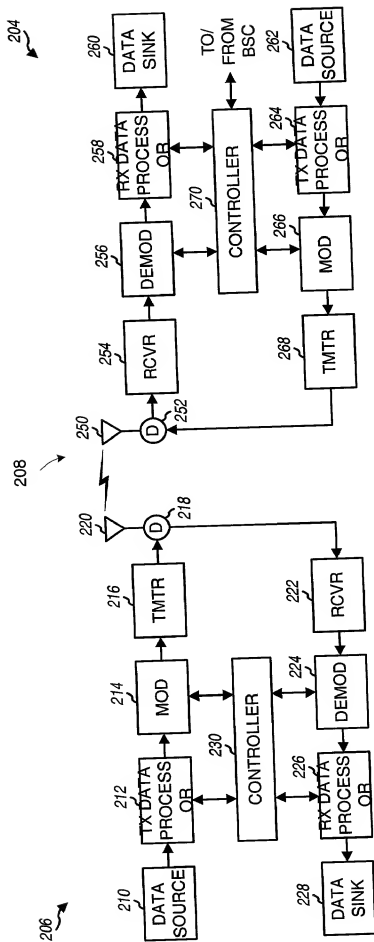 206
210
DATA
SOURCE
212
TX DATA
PROCESS
OR
214
MOD
216
TMTR
218
D
220
230
CONTROLLER
228
DATA
SINK
226
RX DATA
PROCESS
OR
224
DEMOD
222
RCVR
208
204
250
252
D
254
RCVR
256
DEMOD
258
RX DATA
PROCESS
OR
260
DATA
SINK
270
CONTROLLER
TO/
FROM
BSC
268
TMTR
266
MOD
264
TX DATA
PROCESS
OR
262
DATA
SOURCE